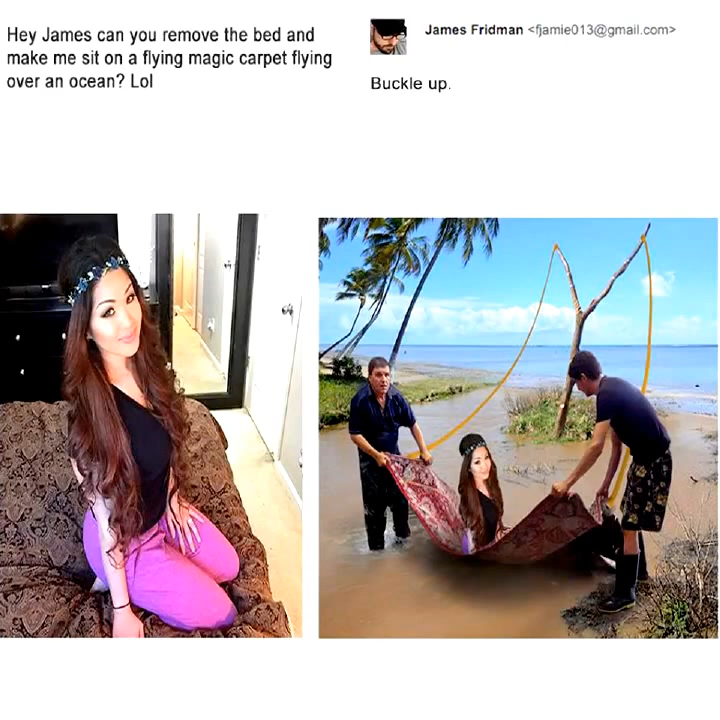 Hey James can you remove the bed and
make me sit on a flying magic carpet flying
over an ocean? Lol
James Fridman <fjamie013@gmail.com>
Buckle up.